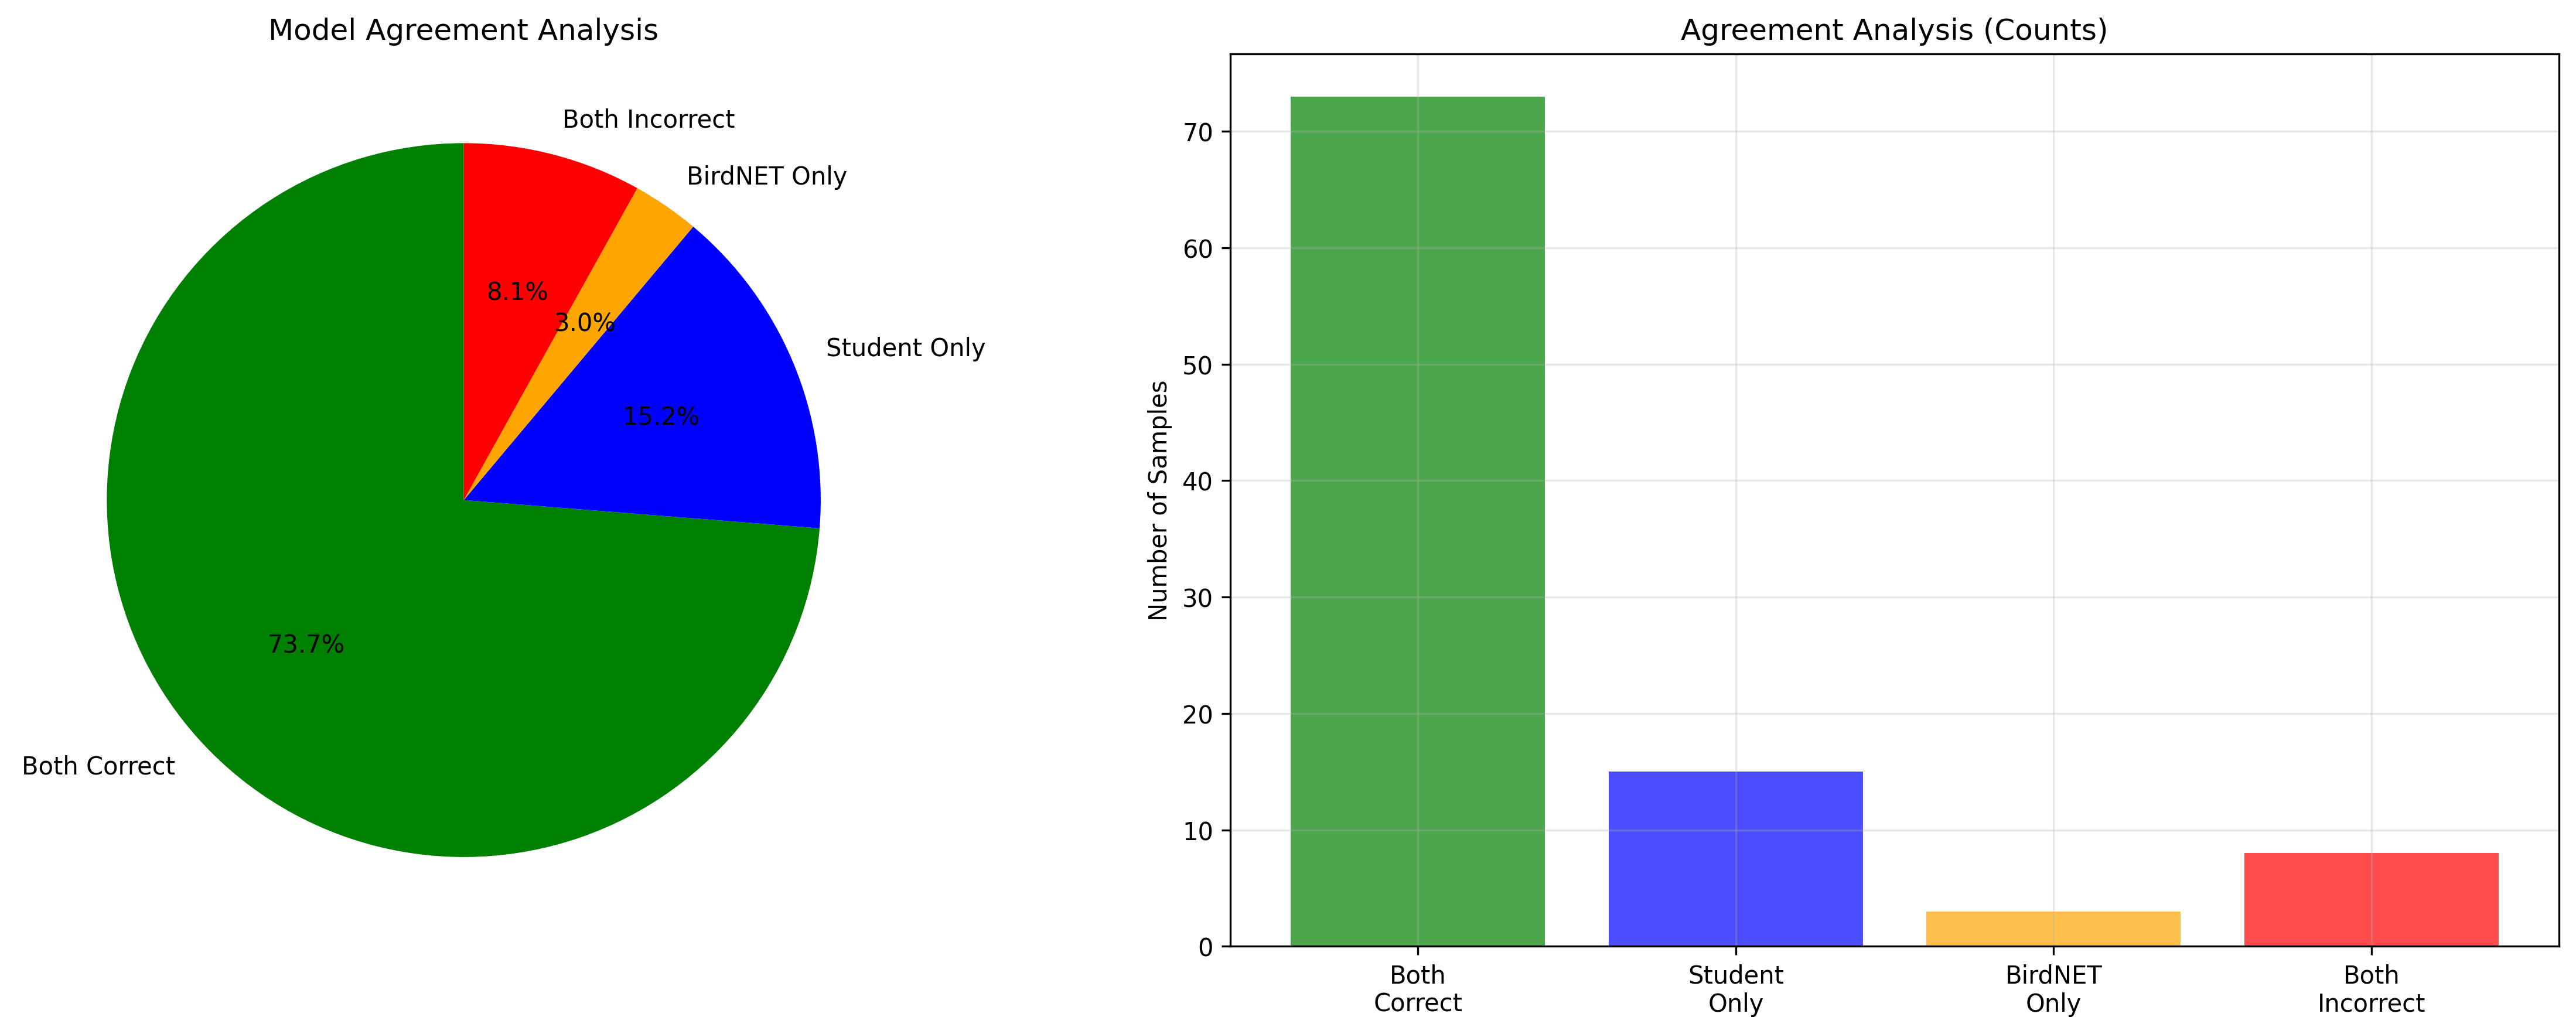 Model Agreement Analysis
Both Incorrect
BirdNET Only
Student Only
Both Correct
8.1%
3.0%
15.2%
73.7%
Agreement Analysis (Counts)
Number of Samples
70
60
50
40
30
20
10
0
Both
Correct
Student
Only
BirdNET
Only
Both
Incorrect